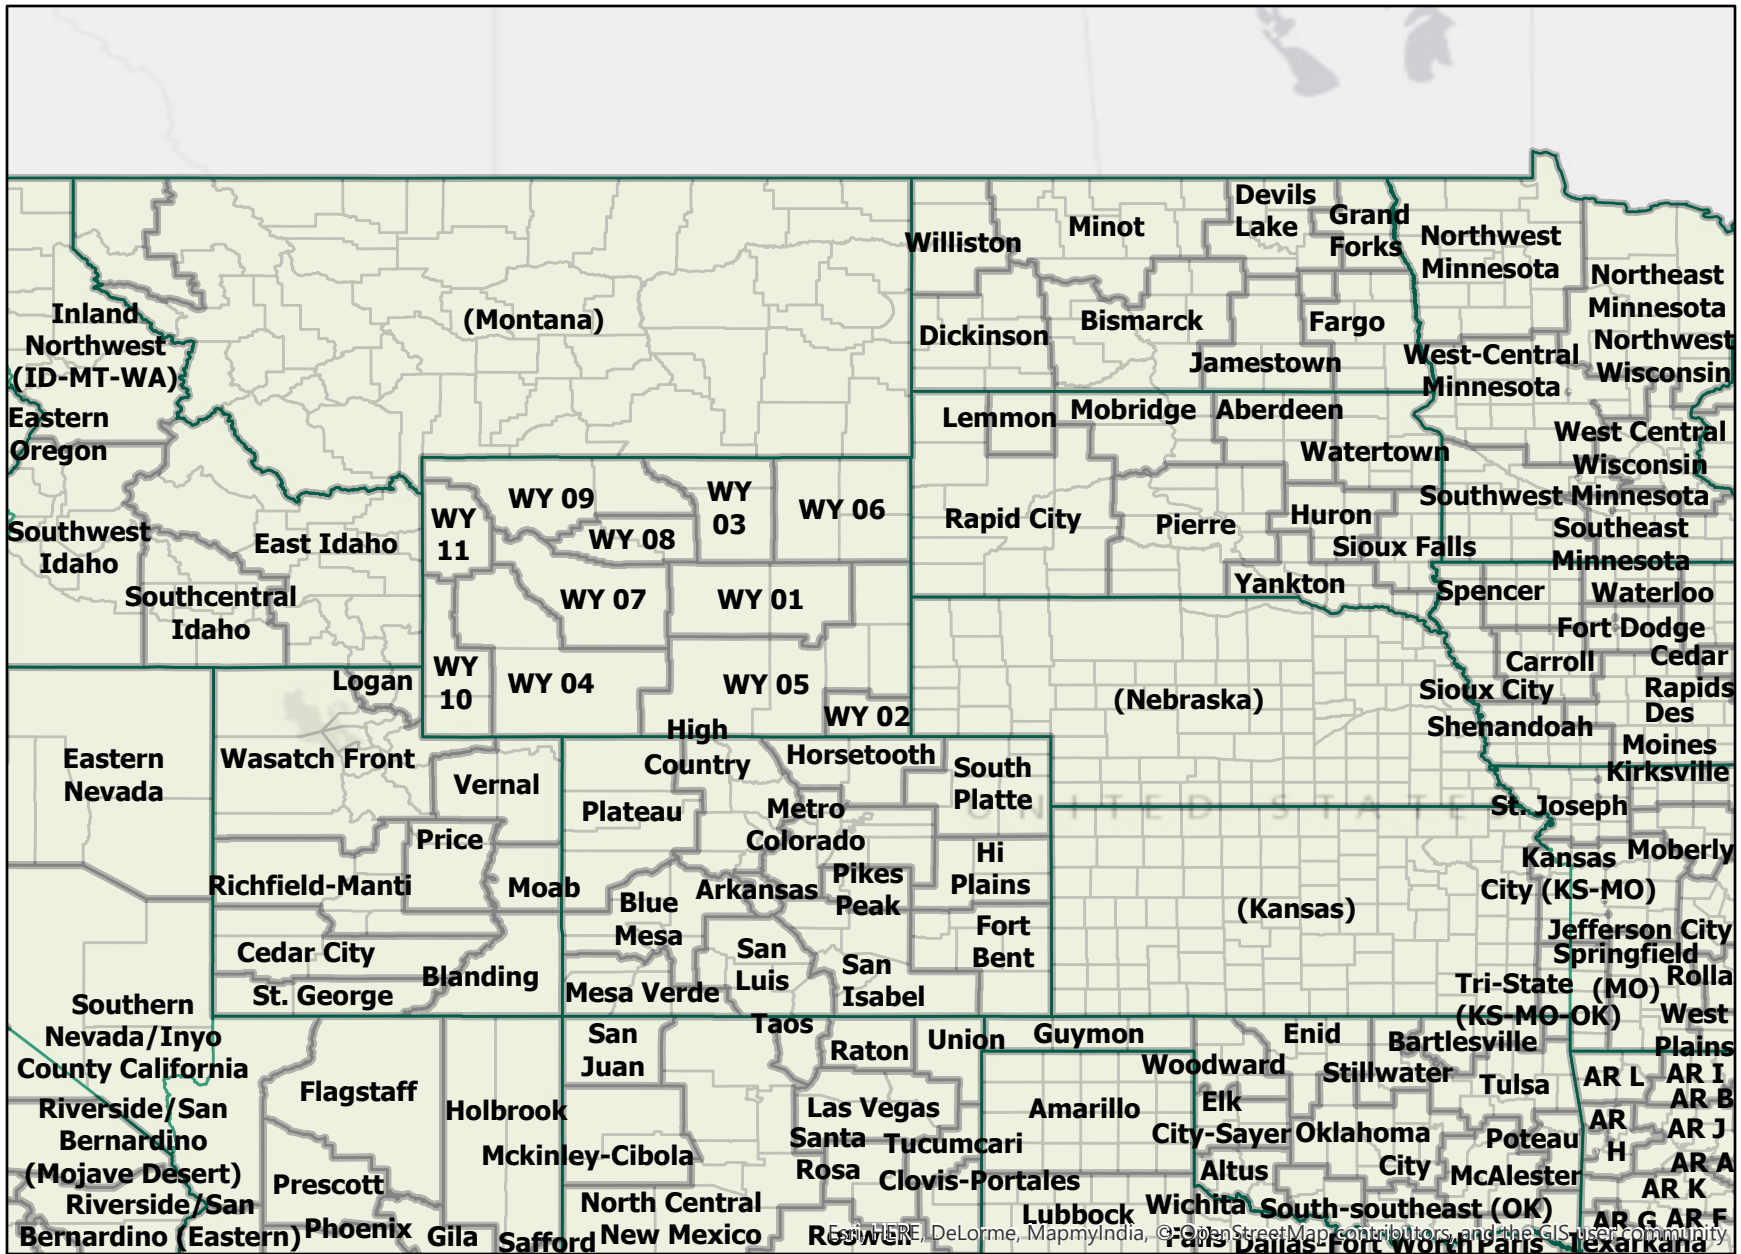 Williston
Minot
Devils
Lake
Grand
Forks
Northwest
Minnesota
Northeast
Minnesota
Inland
Northwest
(ID-MT-WA)
(Montana)
Dickinson
Bismarck
Fargo
Jamestown
West-Central
Minnesota
Northwest
Wisconsin
Eastern
Oregon
Lemmon
Mobridge
Aberdeen
Watertown
West Central
Wisconsin
WY 09
WY
03
WY 06
WY
11
WY 08
Rapid City
Pierre
Huron
Sioux Falls
Southwest Minnesota
Southeast
Minnesota
Southwest
Idaho
East Idaho
Southcentral
Idaho
WY 07
WY 01
Yankton
Spencer
Waterloo
Fort Dodge
Carroll
Cedar
Rapids
Logan
WY
10
WY 04
WY 05
WY 02
(Nebraska)
Sioux City
Shenandoah
Des
Moines
Eastern
Nevada
Wasatch Front
Vernal
High
Country
Horsetooth
South
Platte
Kirksville
Plateau
Metro
Colorado
UNITED STATE
St. Joseph
Price
Hi
Plains
Kansas
City (KS-MO)
Moberly
Richfield-Manti
Moab
Blue
Mesa
Arkansas
Pikes
Peak
(Kansas)
Fort
Bent
Jefferson City
Cedar City
Blanding
San
Luis
San
Isabel
Springfield
(MO)
Rolla
St. George
Mesa Verde
Tri-State
(KS-MO-OK)
West
Plains
Southern
Nevada/Inyo
County California
San
Juan
Taos
Raton
Union
Guymon
Enid
Bartlesville
Woodward
Stillwater
Tulsa
AR L
AR I
AR B
Flagstaff
Holbrook
Las Vegas
Amarillo
Elk
City-Sayer
Oklahoma
City
Poteau
AR
H
AR J
Riverside/San
Bernardino
(Mojave Desert)
Mckinley-Cibola
Santa
Rosa
Tucumcari
Clovis-Portales
Altus
McAlester
AR A
AR K
Prescott
Riverside/San
Bernardino (Eastern)
Phoenix
Gila
Safford
North Central
New Mexico
Roswell
Lubbock
Wichita
Falls
South-southeast (OK)
Dallas-Fort Worth
Paris
AR G
AR F
Texarkana
Esri, HERE, DeLorme, MapmyIndia, © OpenStreetMap contributors, and the GIS user community